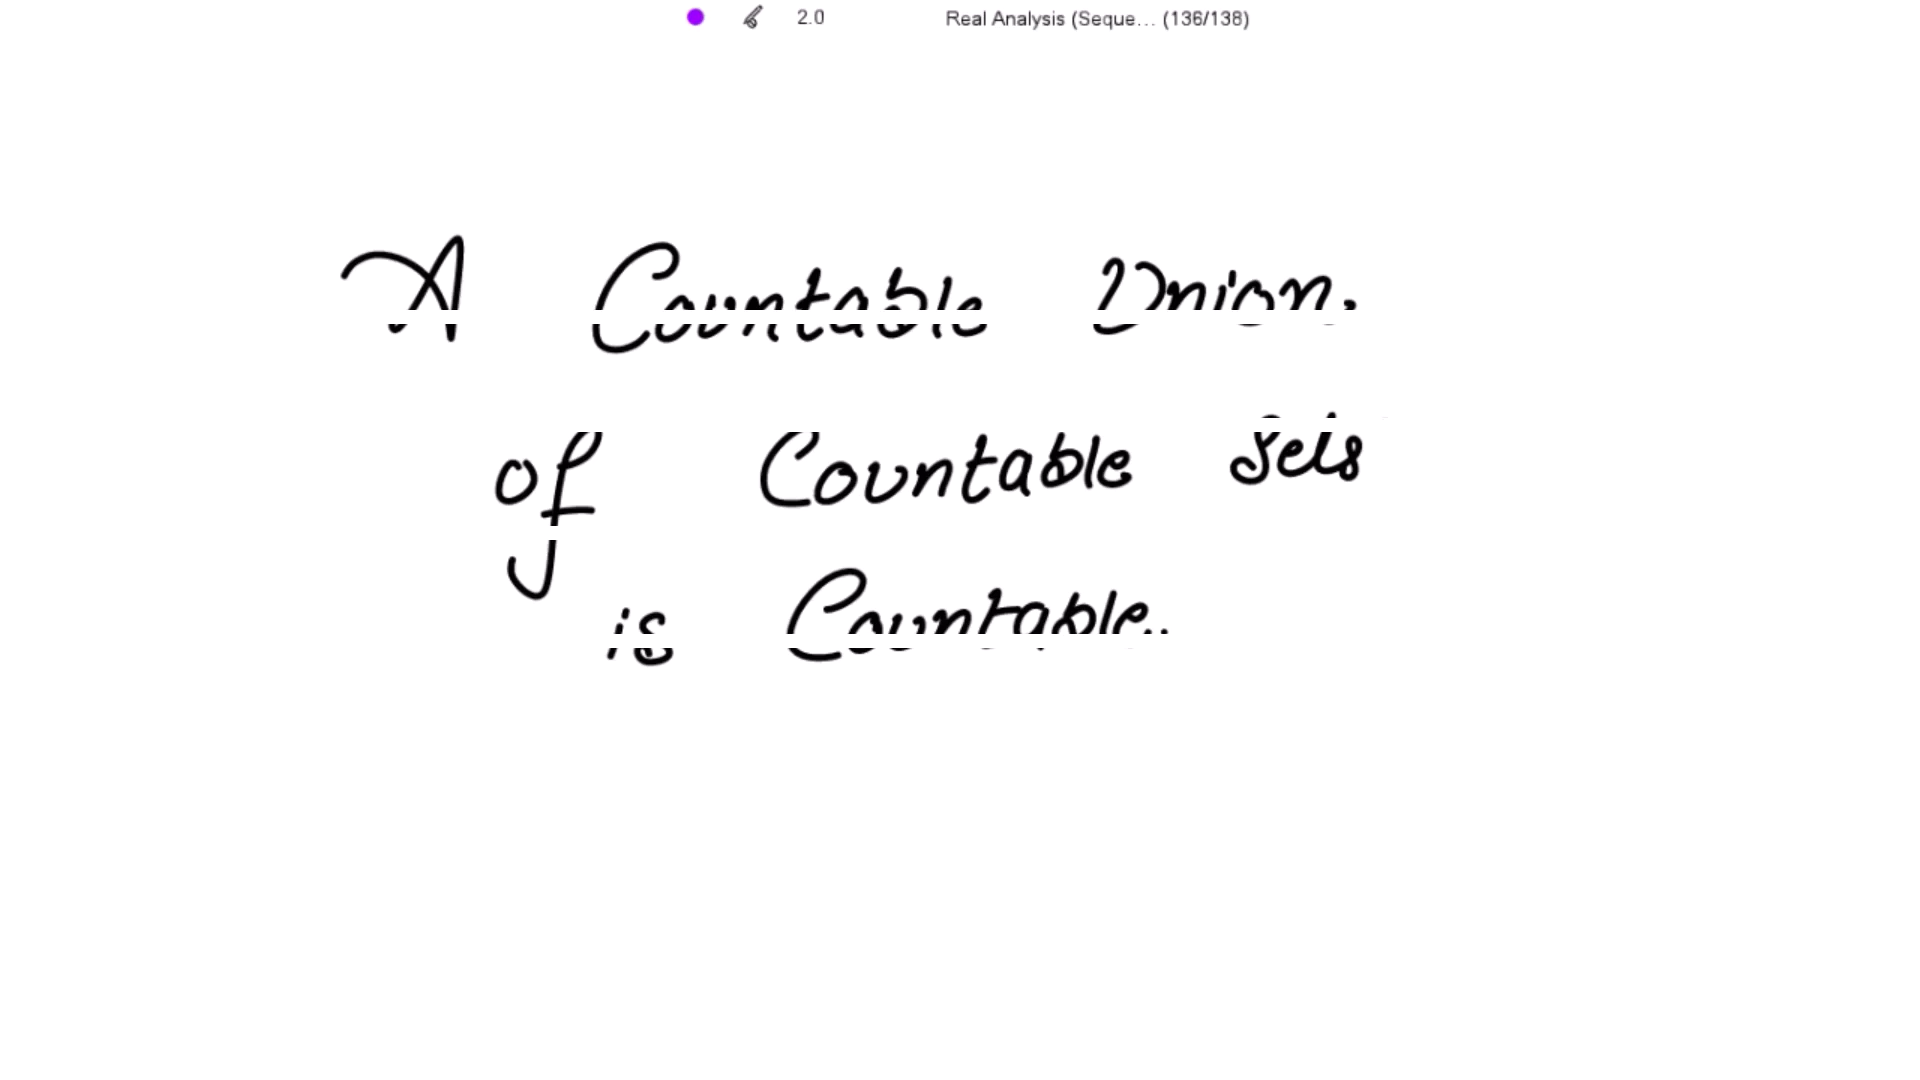 2.0 Real Analysis (Seque... (136/138)
A Countable Union.
of Countable Sets
is Countable..